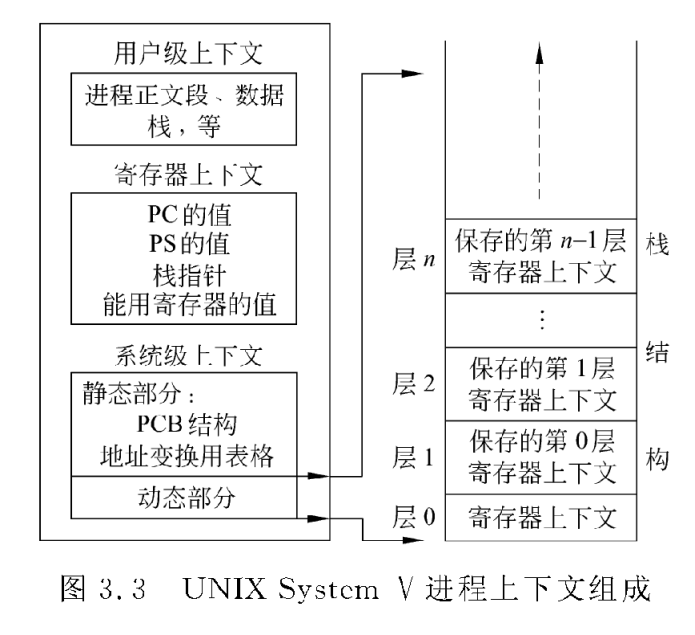 用户级上下文
进程正文段、数据
栈，等
寄存器上下文
PC的值
PS的值
栈指针
能用寄存器的值
系统级上下文
静态部分：
PCB结构
地址变换用表格
动态部分
层 n
保存的第 n–1层
寄存器上下文
⋮
层 2
保存的第 1层
寄存器上下文
层 1
保存的第 0层
寄存器上下文
层 0
寄存器上下文
栈
结
构
图 3.3 UNIX System V 进程上下文组成